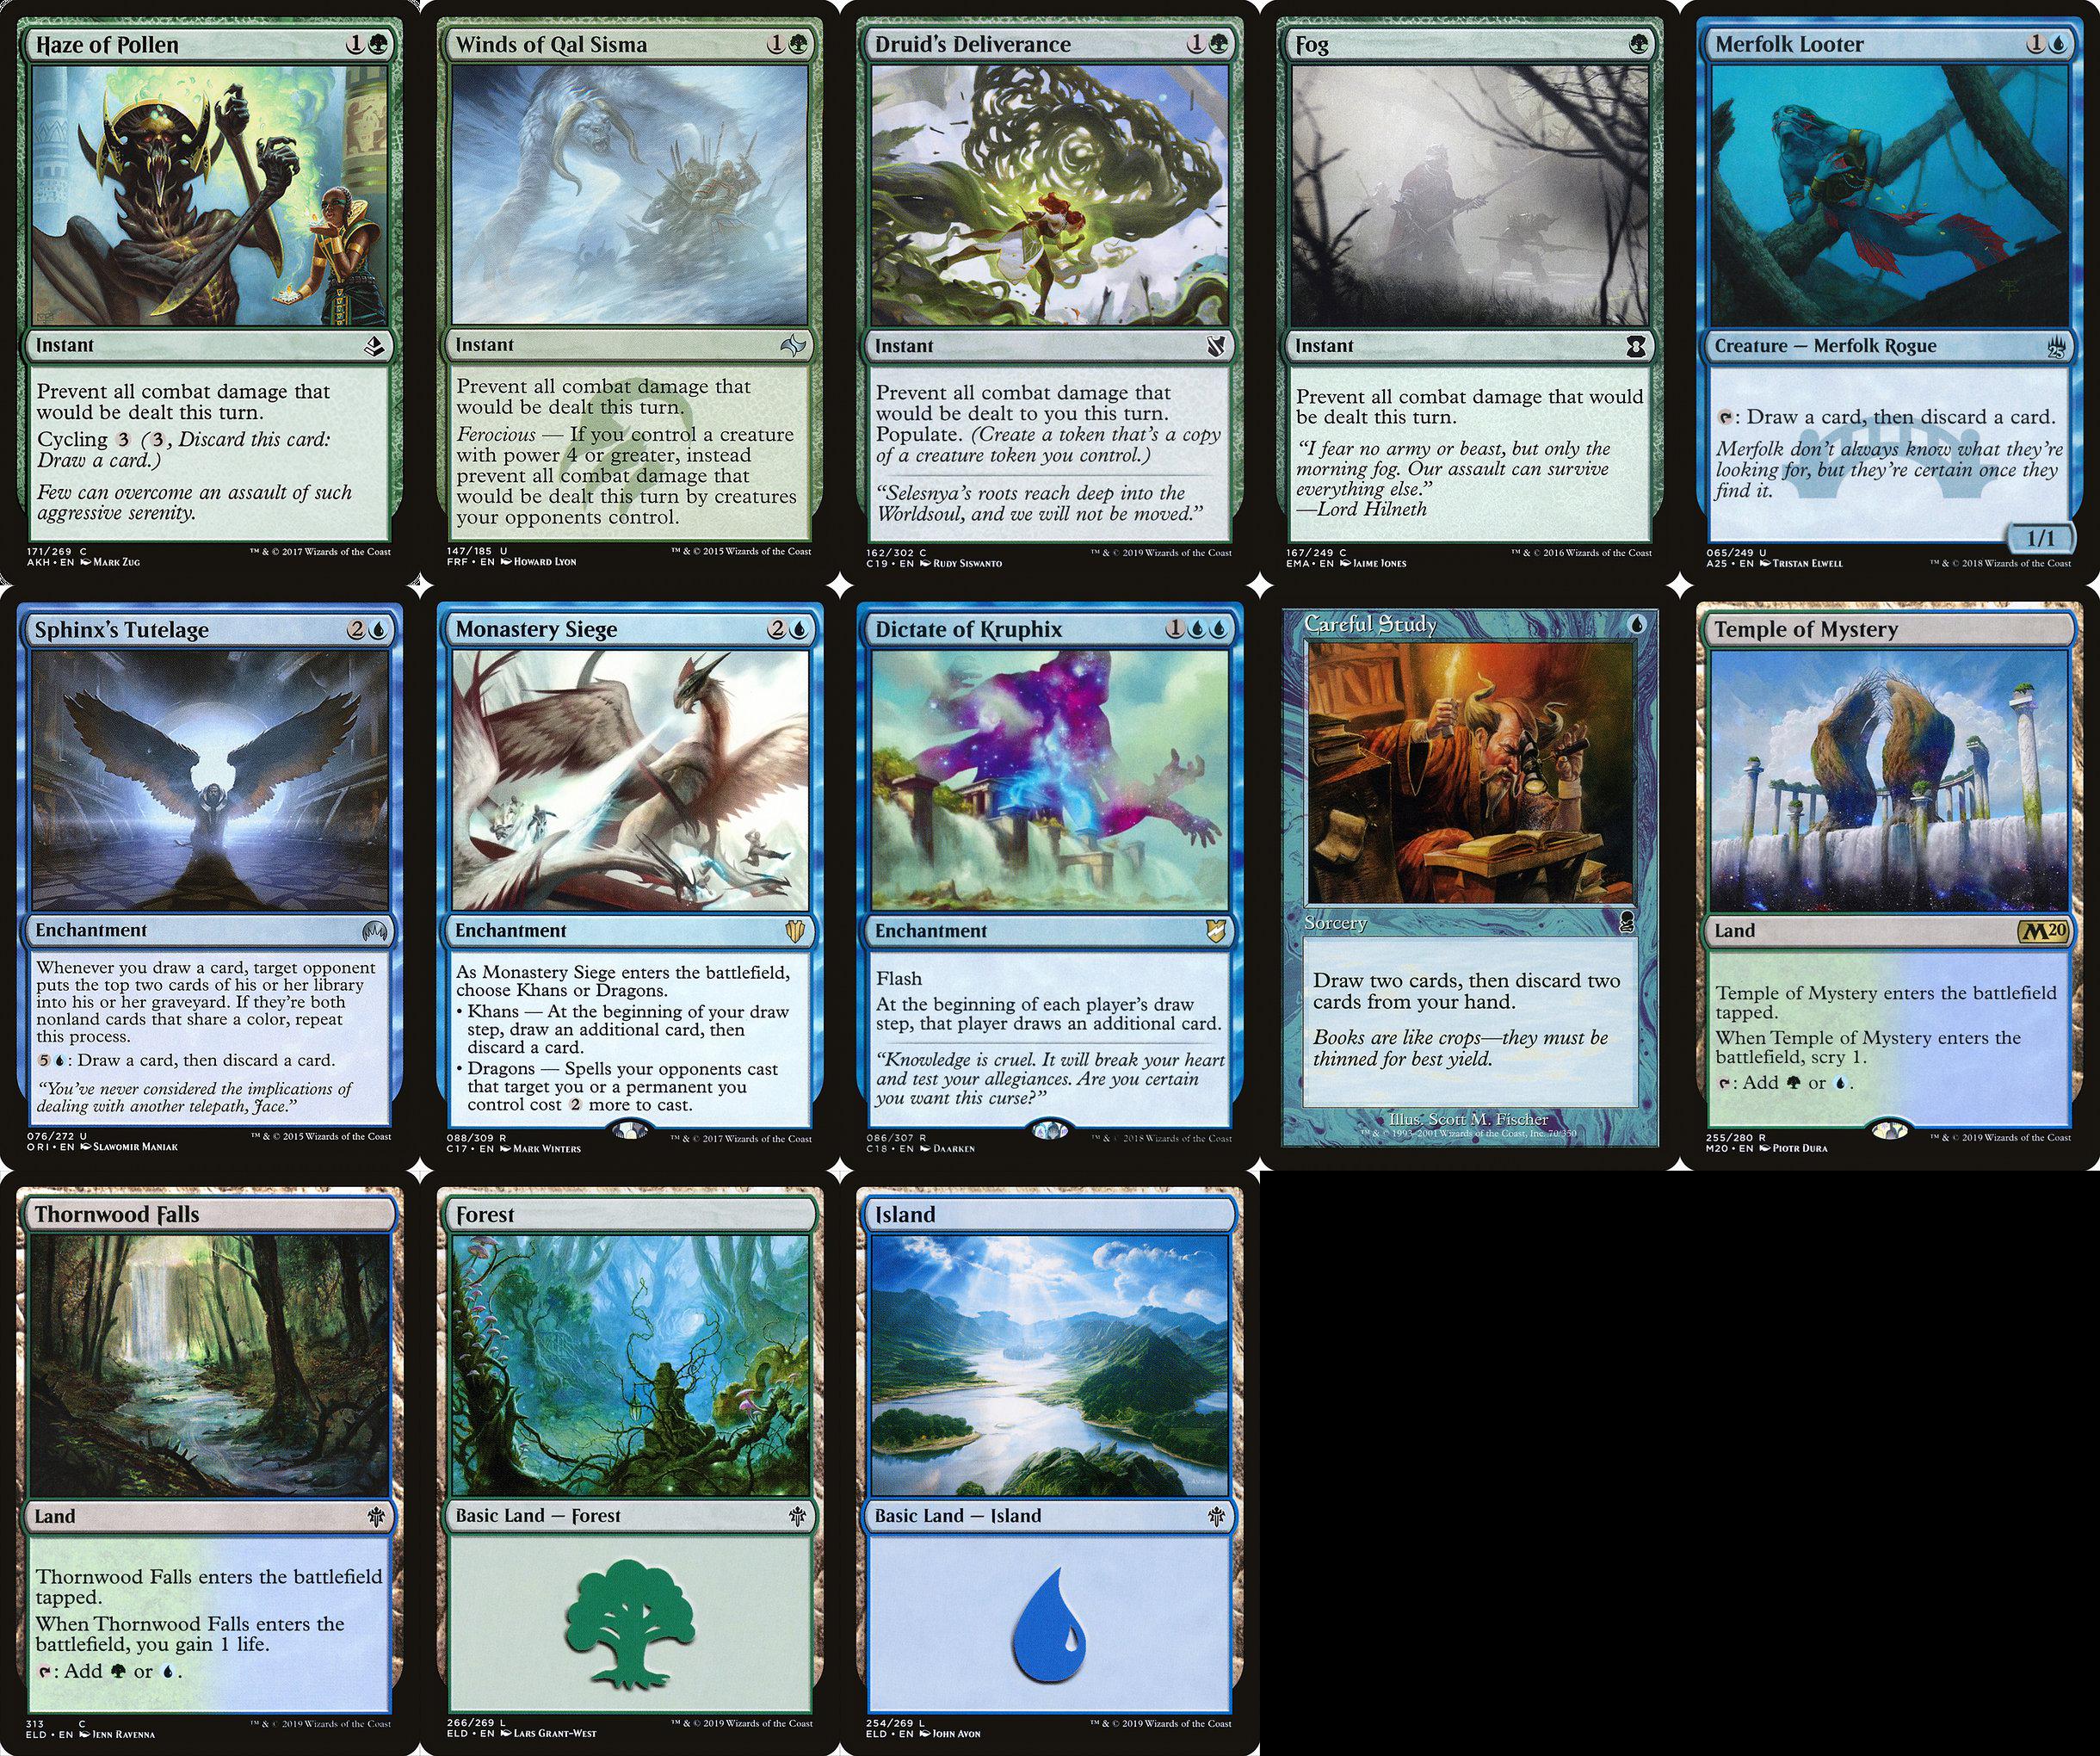 Haze of Pollen 1
Instant
Prevent all combat damage that
would be dealt this turn.
Cycling 3 (3, Discard this card:
Draw a card.)
Few can overcome an assault of such
aggressive serenity.
171/269 C
AKH • EN Mark Zug
™ & © 2017 Wizards of the Coast
Winds of Qal Sisma 1
Instant
Prevent all combat damage that
would be dealt this turn.
Ferocious — If you control a creature
with power 4 or greater, instead
prevent all combat damage that
would be dealt this turn by creatures
your opponents control.
147/185 U
FRF • EN Howard Lyon
™ & © 2015 Wizards of the Coast
Druid's Deliverance 1
Instant
Prevent all combat damage that
would be dealt to you this turn.
Populate. (Create a token that's a copy
of a creature token you control.)
"Selesnya's roots reach deep into the
Worldsoul, and we will not be moved."
162/302 C
C19 • EN Rudy Siswanto
™ & © 2019 Wizards of the Coast
Fog
Instant
Prevent all combat damage that would
be dealt this turn.
"I fear no army or beast, but only the
morning fog. Our assault can survive
everything else."
—Lord Hilneth
167/249 C
EMA • EN Jaime Jones
™ & © 2016 Wizards of the Coast
Merfolk Looter 1
Creature — Merfolk Rogue
25
: Draw a card, then discard a card.
Merfolk don't always know what they're
looking for, but they're certain once they
find it.
1/1
065/249 U
A25 • EN Tristan Elwell
™ & © 2018 Wizards of the Coast
Sphinx's Tutelage 2
Enchantment
Whenever you draw a card, target opponent
puts the top two cards of his or her library
into his or her graveyard. If they're both
nonland cards that share a color, repeat
this process.
5 : Draw a card, then discard a card.
"You've never considered the implications of
dealing with another telepath, Jace."
076/272 U
ORI • EN Slawomir Maniak
™ & © 2015 Wizards of the Coast
Monastery Siege 2
Enchantment
As Monastery Siege enters the battlefield,
choose Khans or Dragons.
• Khans — At the beginning of your draw
step, draw an additional card, then
discard a card.
• Dragons — Spells your opponents cast
that target you or a permanent you
control cost 2 more to cast.
088/309 R
C17 • EN Mark Winters
™ & © 2017 Wizards of the Coast
Dictate of Kruphix 1
Enchantment
Flash
At the beginning of each player's draw
step, that player draws an additional card.
"Knowledge is cruel. It will break your heart
and test your allegiances. Are you certain
you want this curse?"
086/307 R
C18 • EN Daarken
™ & © 2018 Wizards of the Coast
Careful Study
Sorcery
Draw two cards, then discard two
cards from your hand.
Books are like crops—they must be
thinned for best yield.
Illus. Scott M. Fischer
™ & © 1993-2001 Wizards of the Coast, Inc. 70/350
Temple of Mystery
Land
M20
Temple of Mystery enters the battlefield
tapped.
When Temple of Mystery enters the
battlefield, scry 1.
: Add or .
255/280 R
M20 • EN Piotr Dura
™ & © 2019 Wizards of the Coast
Thornwood Falls
Land
Thornwood Falls enters the battlefield
tapped.
When Thornwood Falls enters the
battlefield, you gain 1 life.
: Add or .
313 C
ELD • EN Jenn Ravenna
™ & © 2019 Wizards of the Coast
Forest
Basic Land — Forest
266/269 L
ELD • EN Lars Grant-West
™ & © 2019 Wizards of the Coast
Island
Basic Land — Island
254/269 L
ELD • EN John Avon
™ & © 2019 Wizards of the Coast